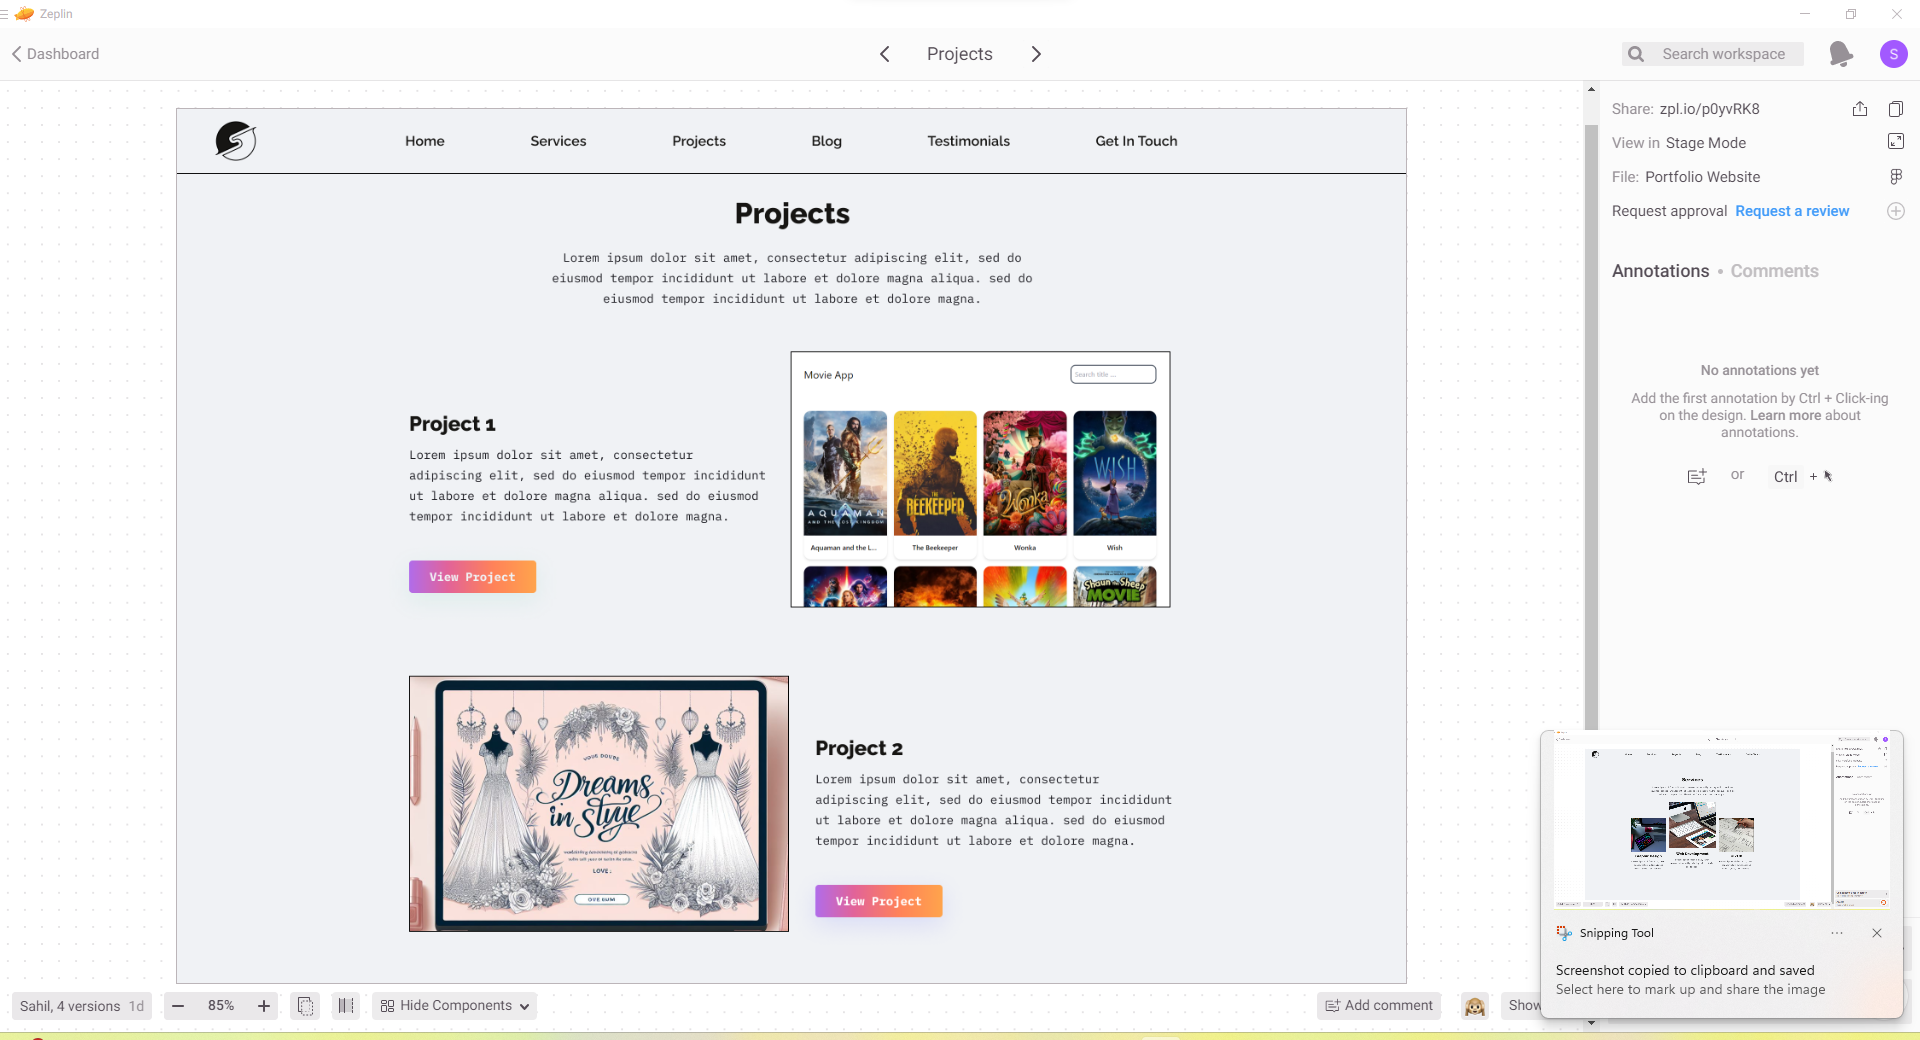 Zeplin
Dashboard
Projects
Search workspace
S
Home
Services
Projects
Blog
Testimonials
Get In Touch
Projects
Lorem ipsum dolor sit amet, consectetur adipiscing elit, sed do
eiusmod tempor incididunt ut labore et dolore magna aliqua. sed do
eiusmod tempor incididunt ut labore et dolore magna.
Project 1
Lorem ipsum dolor sit amet, consectetur
adipiscing elit, sed do eiusmod tempor incididunt
ut labore et dolore magna aliqua. sed do eiusmod
tempor incididunt ut labore et dolore magna.
View Project
Movie App
Search title ...
AQUAMAN
THE
BEEKEEPER
Wonka
WISH
Aquaman and the L...
The Beekeeper
Wonka
Wish
Shaun the Sheep
MOVIE
Dreams
in Style
LOVE.
Project 2
Lorem ipsum dolor sit amet, consectetur
adipiscing elit, sed do eiusmod tempor incididunt
ut labore et dolore magna aliqua. sed do eiusmod
tempor incididunt ut labore et dolore magna.
View Project
Share: zpl.io/p0yvRK8
View in Stage Mode
File: Portfolio Website
Request approval Request a review
Annotations • Comments
No annotations yet
Add the first annotation by Ctrl + Click-ing
on the design. Learn more about
annotations.
or
Ctrl +
Services
Web Development
Snipping Tool
Screenshot copied to clipboard and saved
Select here to mark up and share the image
Sahil, 4 versions 1d
85%
Hide Components
Add comment
Show